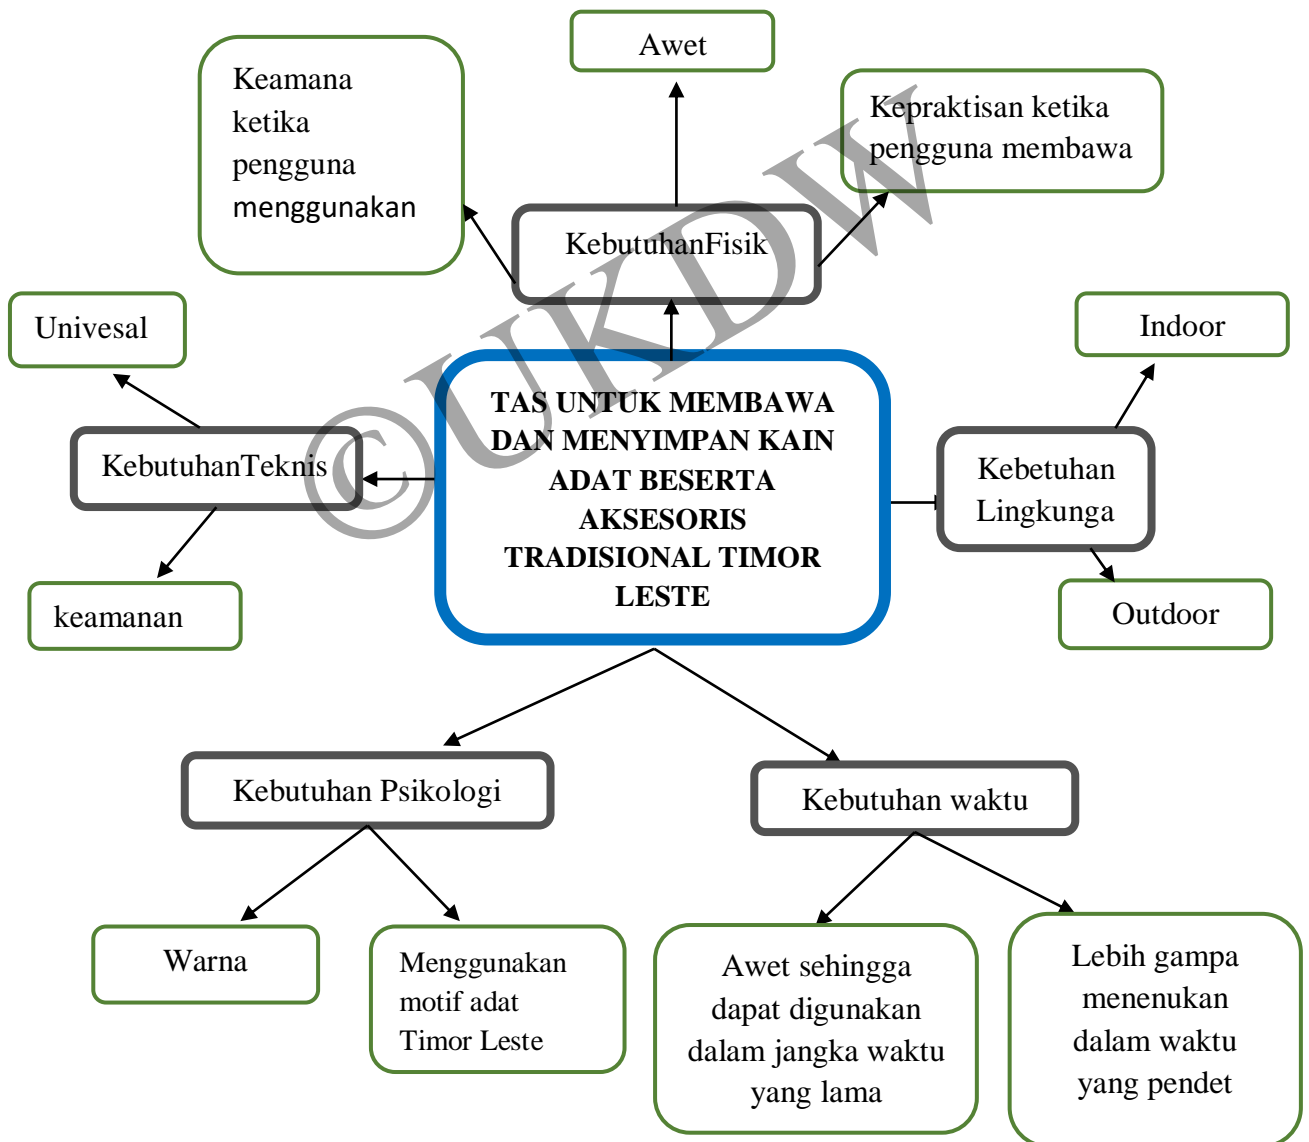 Awet
Keamana
ketika
pengguna
menggunakan
Kepraktisan ketika
pengguna membawa
KebutuhanFisik
Univesal
Indoor
TAS UNTUK MEMBAWA
DAN MENYIMPAN KAIN
ADAT BESERTA
AKSESORIS
TRADISIONAL TIMOR
LESTE
KebutuhanTeknis
Kebetuhan
Lingkunga
keamanan
Outdoor
Kebutuhan Psikologi
Kebutuhan waktu
Warna
Menggunakan
motif adat
Timor Leste
Awet sehingga
dapat digunakan
dalam jangka waktu
yang lama
Lebih gampa
menenukan
dalam waktu
yang pendet
©UKDW